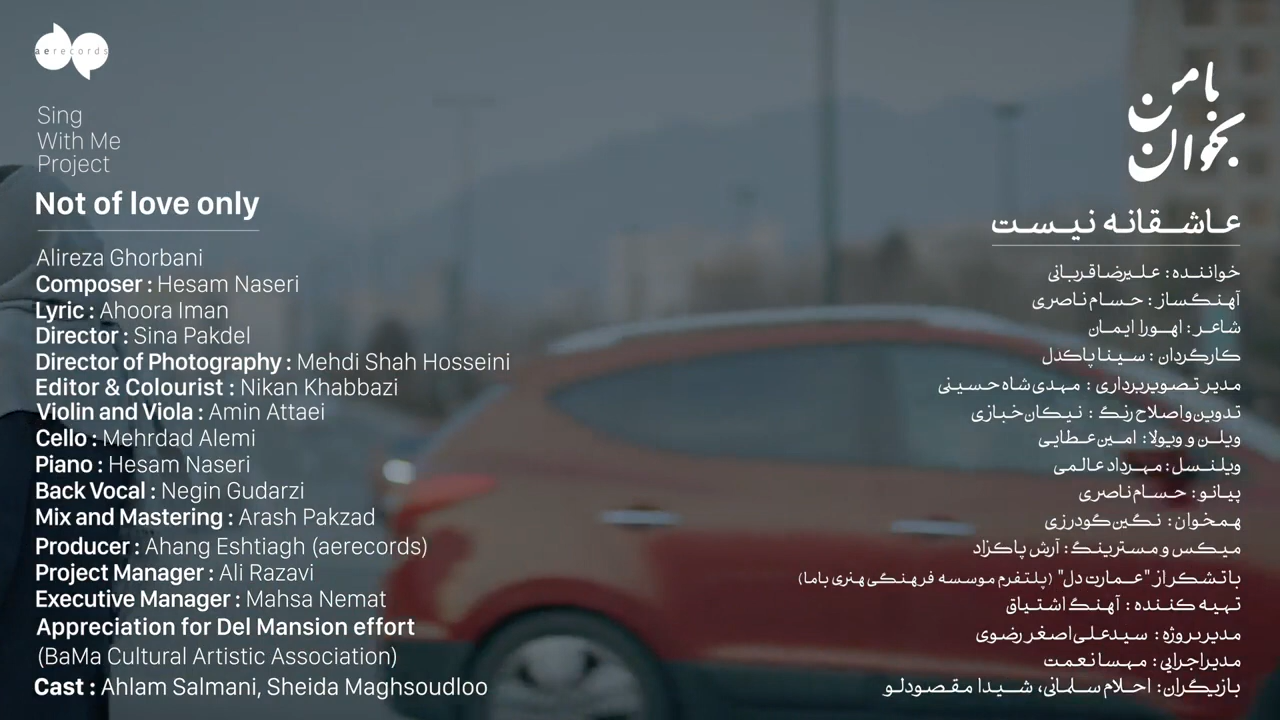 aerecords
Sing
With Me
Project
Not of love only
Alireza Ghorbani
Composer : Hesam Naseri
Lyric : Ahoora Iman
Director : Sina Pakdel
Director of Photography : Mehdi Shah Hosseini
Editor & Colourist : Nikan Khabbazi
Violin and Viola : Amin Attaei
Cello : Mehrdad Alemi
Piano : Hesam Naseri
Back Vocal : Negin Gudarzi
Mix and Mastering : Arash Pakzad
Producer : Ahang Eshtiagh (aerecords)
Project Manager : Ali Razavi
Executive Manager : Mahsa Nemat
Appreciation for Del Mansion effort
(BaMa Cultural Artistic Association)
Cast : Ahlam Salmani, Sheida Maghsoudloo
با من
بخوان
عاشقانه نیست
خواننده : علیرضا قربانی
آهنگساز : حسام ناصری
شاعر : اهورا ایمان
کارگردان : سینا پاکدل
مدیر تصویربرداری : مهدی شاه حسینی
تدوین و اصلاح رنگ : نیکان خبازی
ویلن و ویولا : امین عطایی
ویلنسل : مهرداد عالمی
پیانو : حسام ناصری
همخوان : نگین گودرزی
میکس و مسترینگ : آرش پاکزاد
با تشکر از "عمارت دل" (پلتفرم موسسه فرهنگی هنری باما)
تهیه کننده : آهنگ اشتیاق
مدیر پروژه : سیدعلی اصغر رضوی
مدیر اجرایی : مهسا نعمت
بازیگران : احلام سلمانی، شیدا مقصودلو